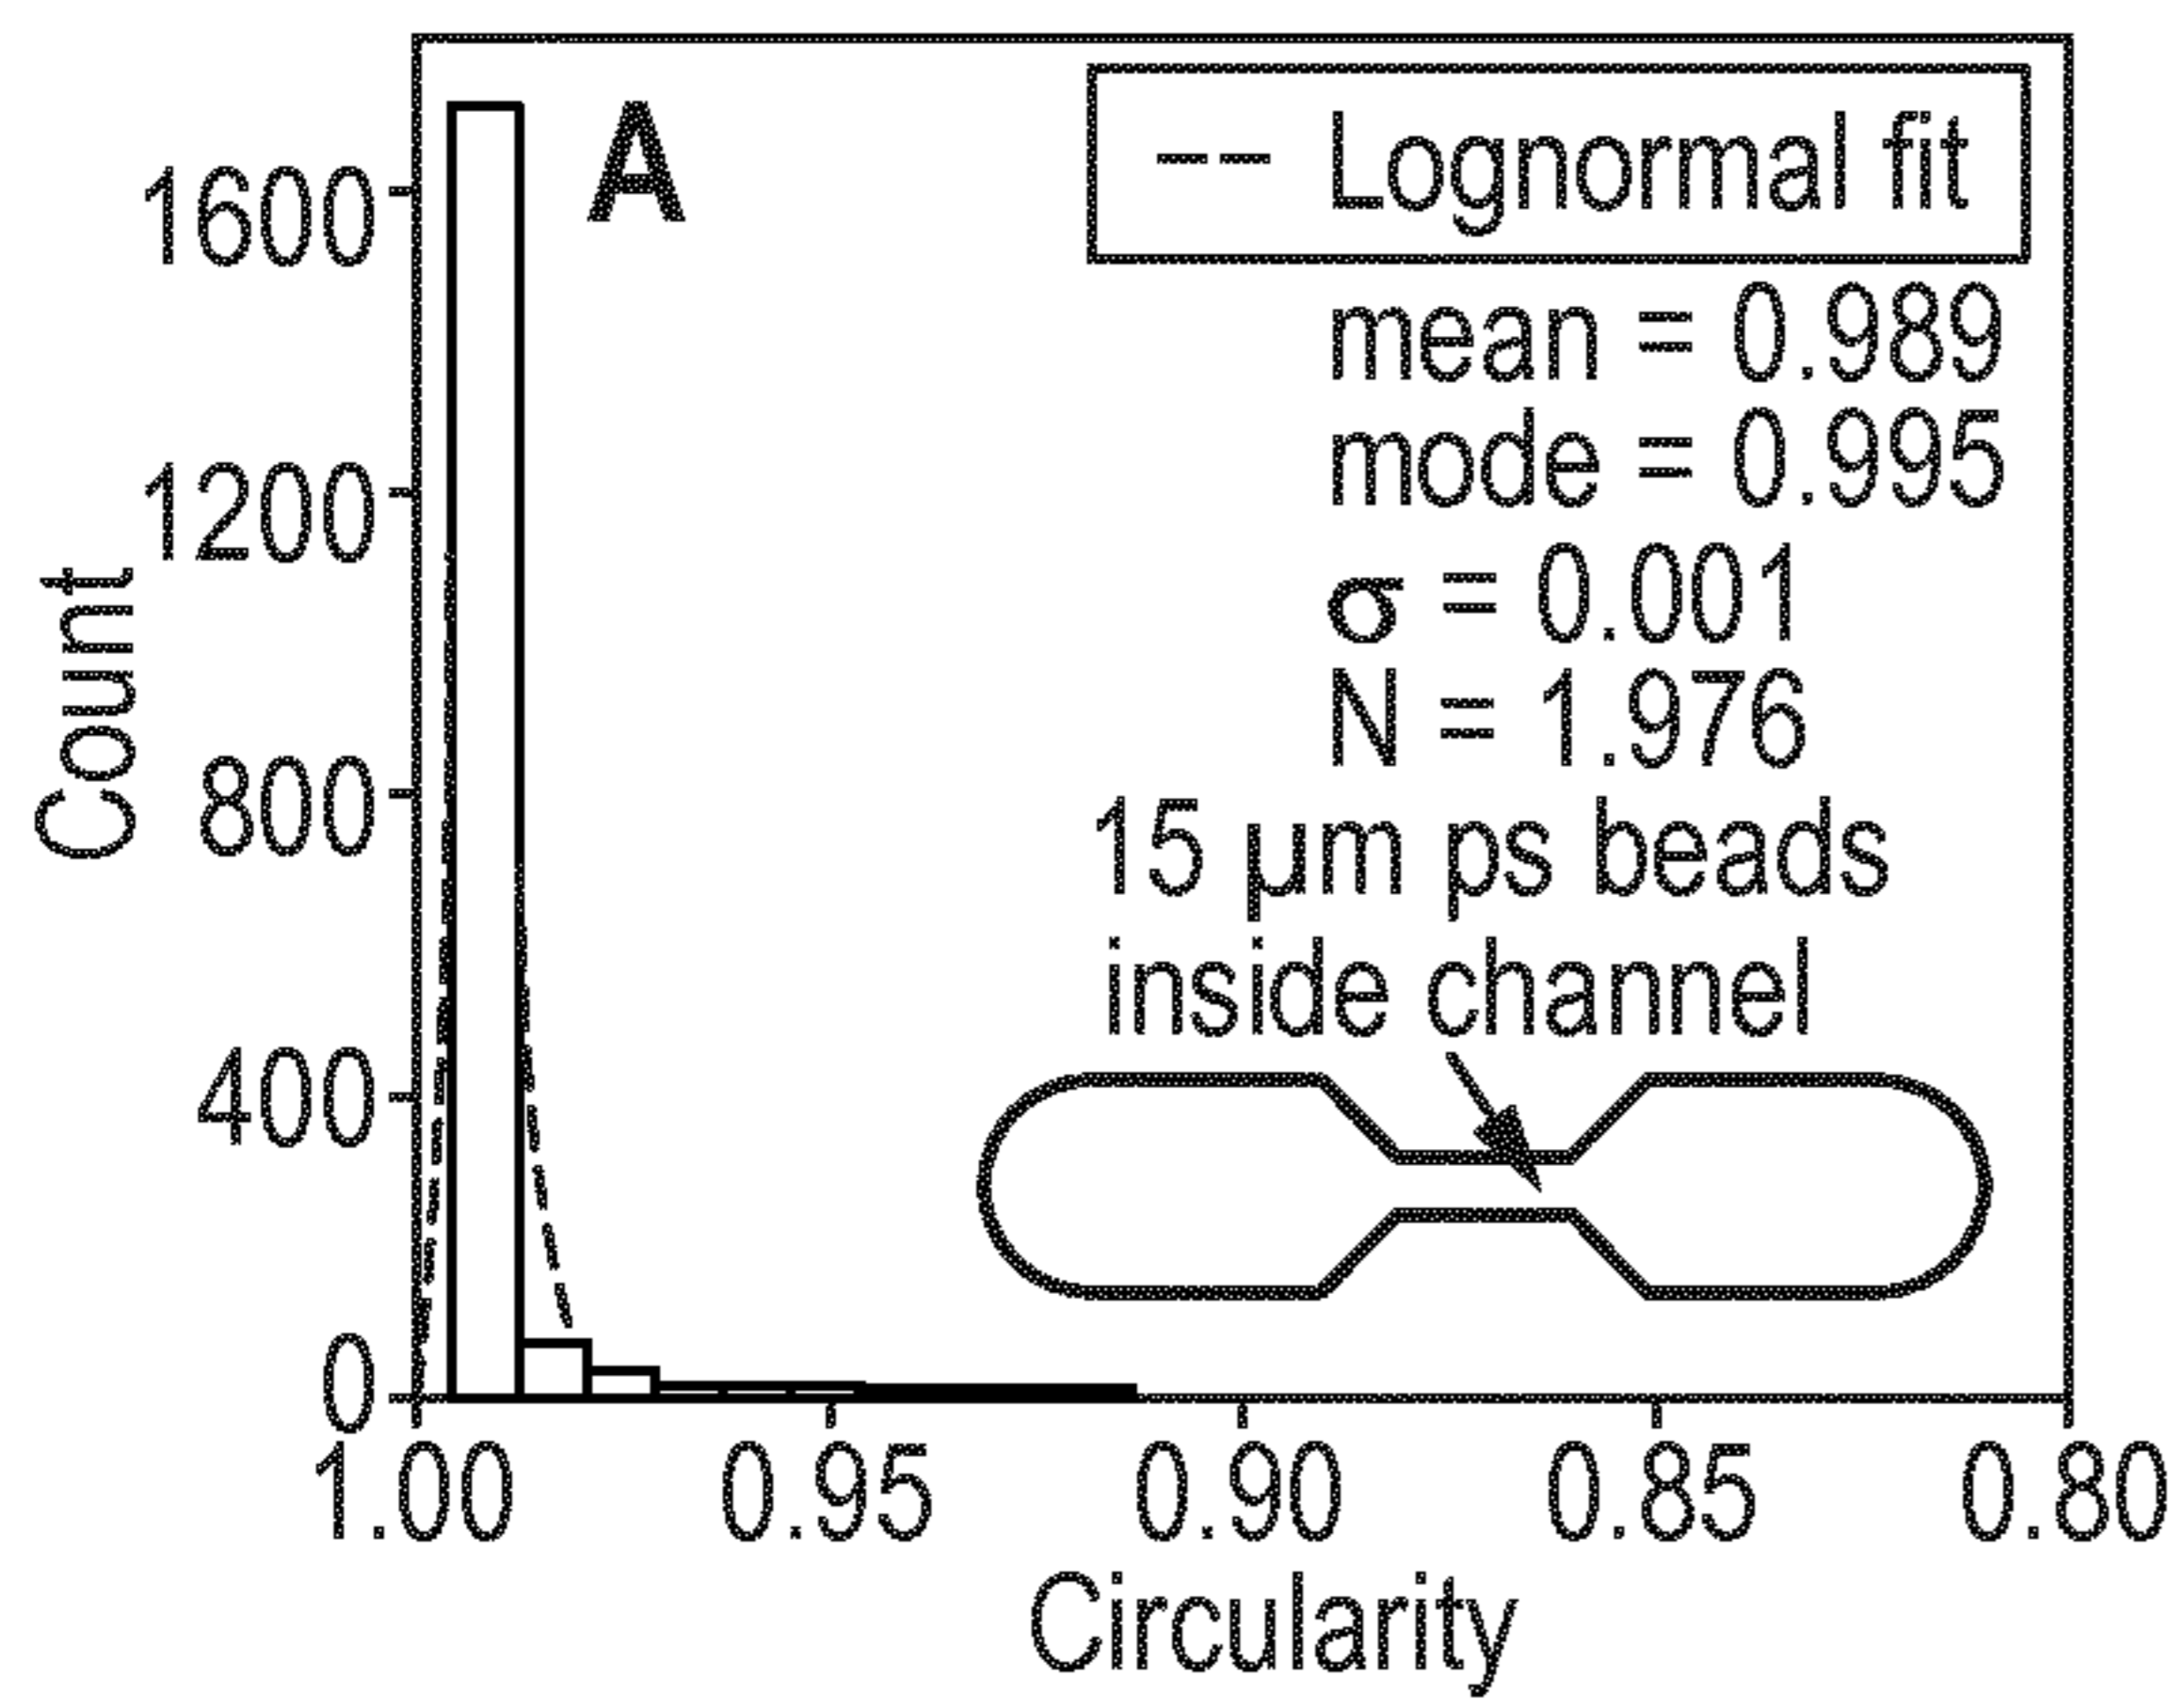 A
-- Lognormal fit
mean = 0.989
mode = 0.995
σ = 0.001
N = 1.976
15 µm ps beads
inside channel
Count
1600
1200
800
400
0
1.00 0.95 0.90 0.85 0.80
Circularity